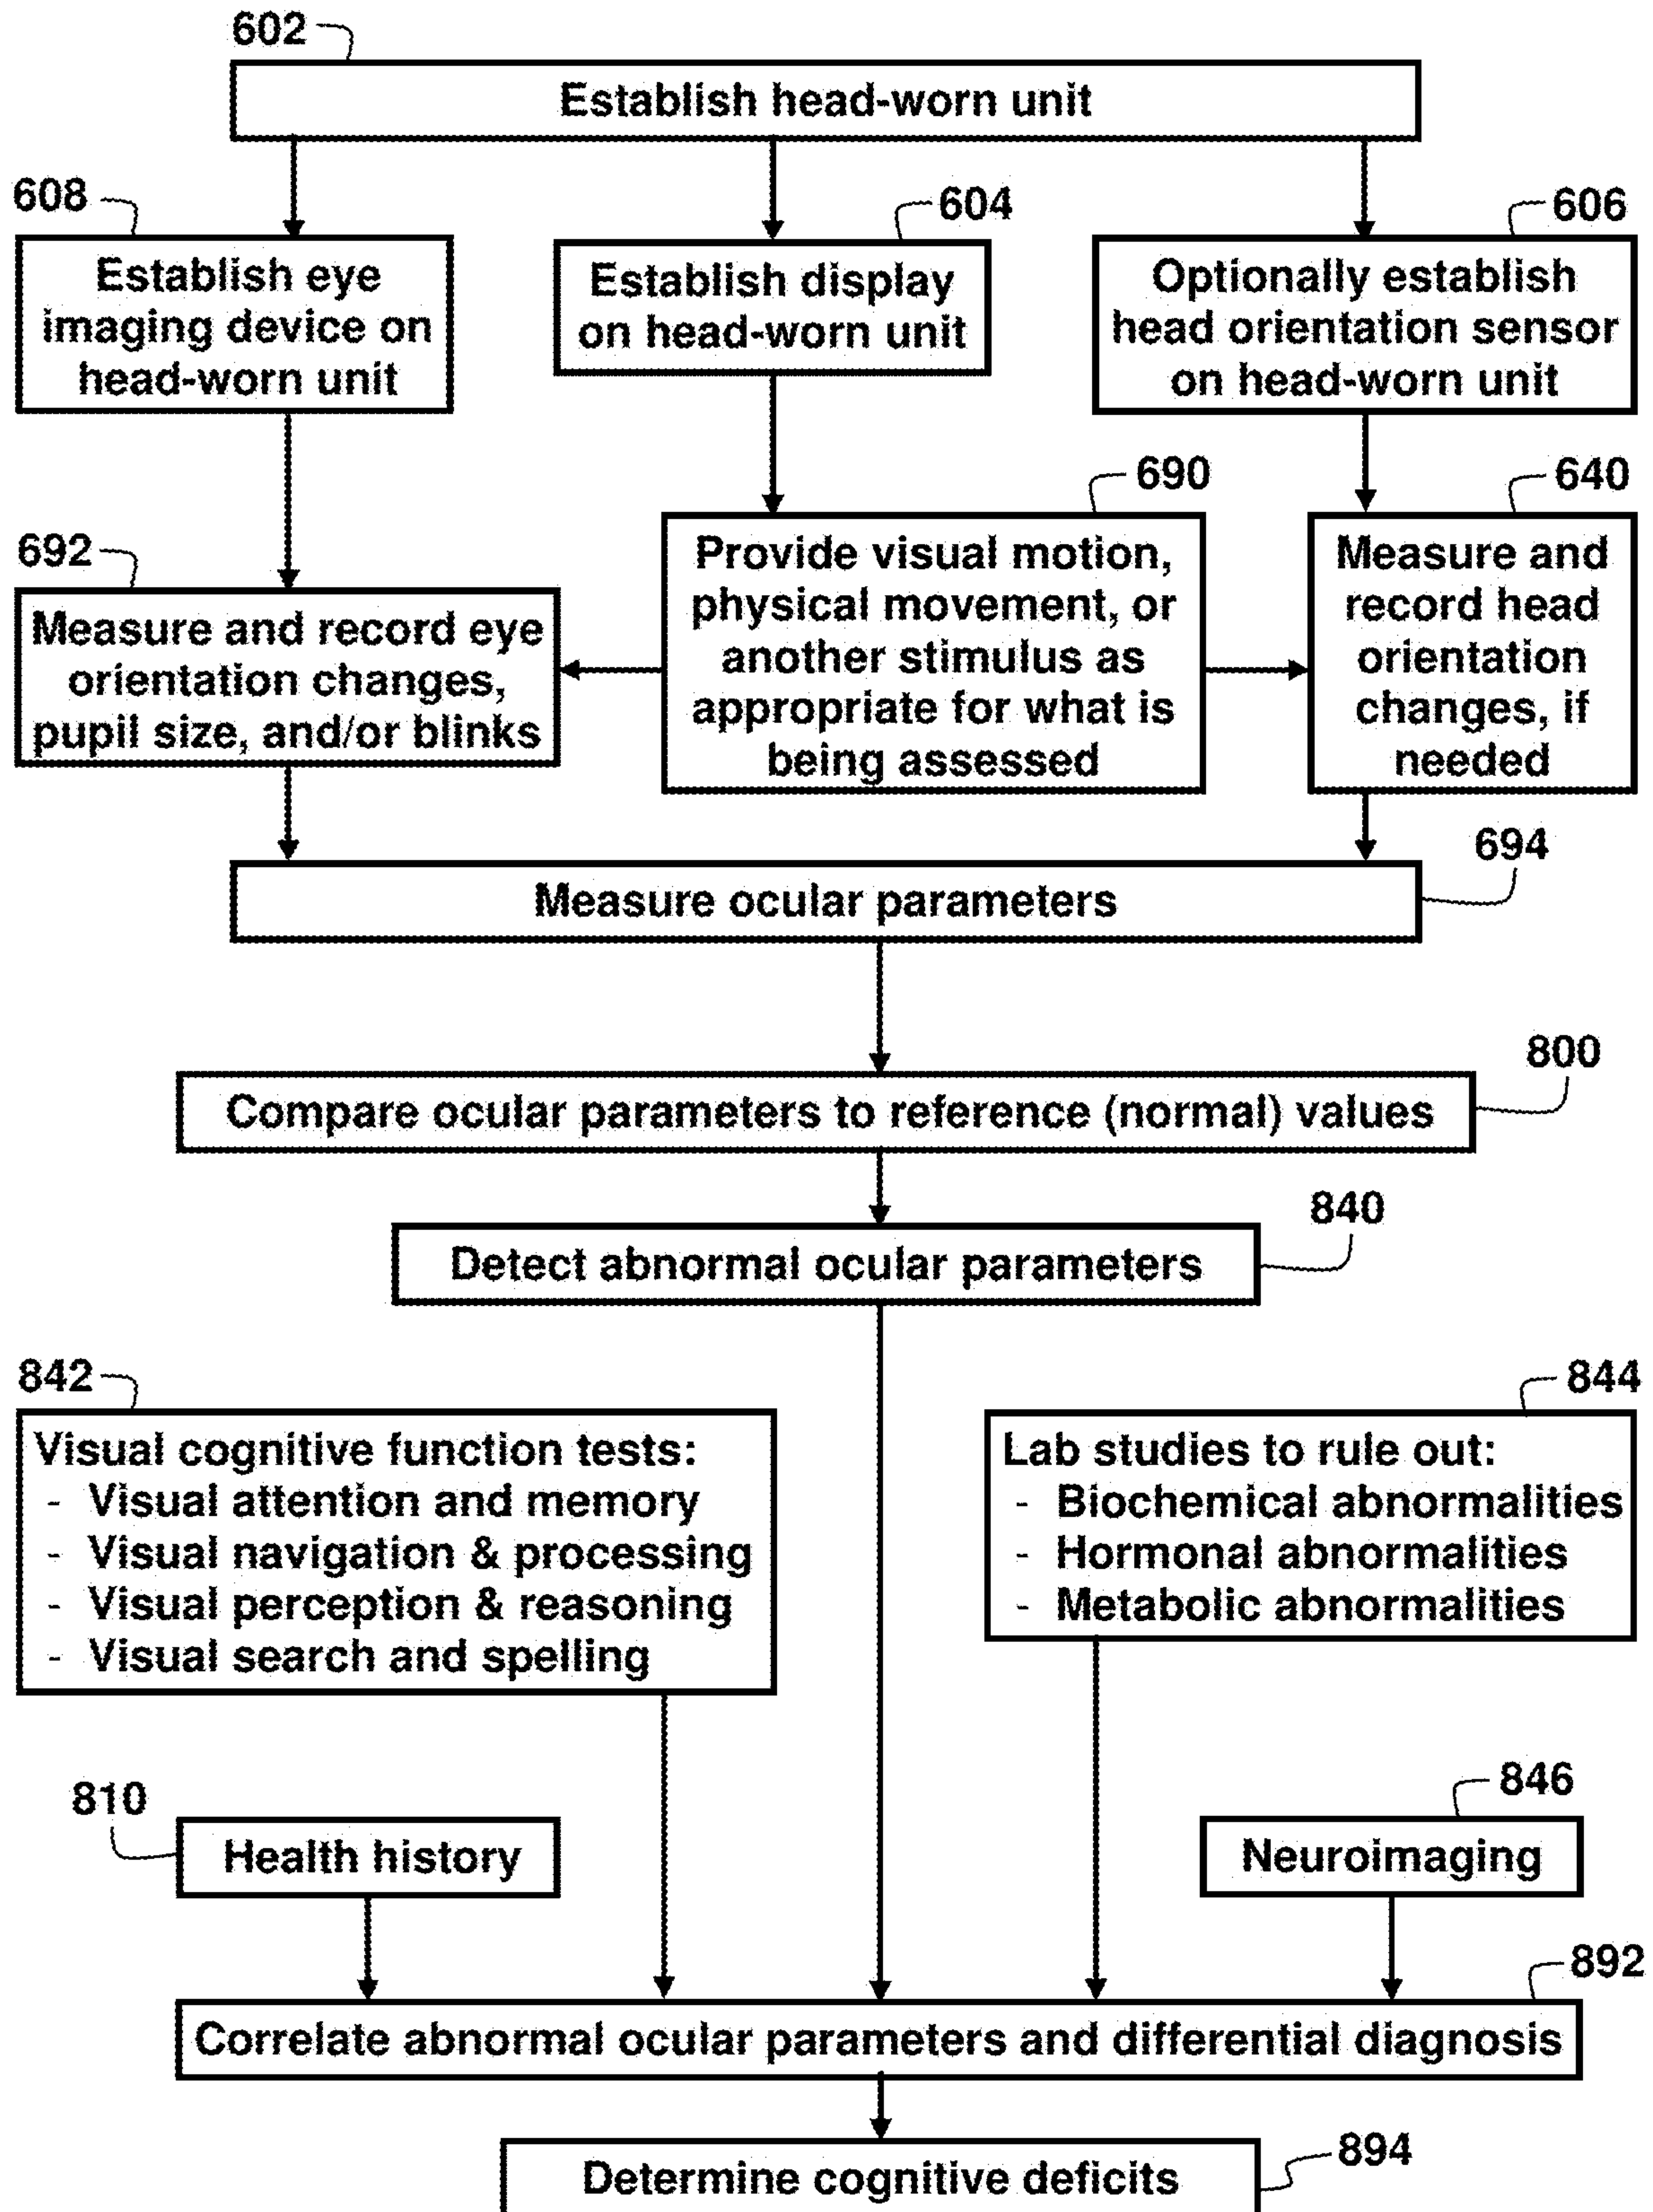 602
Establish head-worn unit
608
604
606
Establish eye
imaging device on
head-worn unit
Establish display
on head-worn unit
Optionally establish
head orientation sensor
on head-worn unit
690
640
692
Measure and record eye
orientation changes,
pupil size, and/or blinks
Provide visual motion,
physical movement, or
another stimulus as
appropriate for what is
being assessed
Measure and
record head
orientation
changes, if
needed
694
Measure ocular parameters
800
Compare ocular parameters to reference (normal) values
840
Detect abnormal ocular parameters
842
Visual cognitive function tests:
- Visual attention and memory
- Visual navigation & processing
- Visual perception & reasoning
- Visual search and spelling
844
Lab studies to rule out:
- Biochemical abnormalities
- Hormonal abnormalities
- Metabolic abnormalities
810
Health history
846
Neuroimaging
892
Correlate abnormal ocular parameters and differential diagnosis
894
Determine cognitive deficits